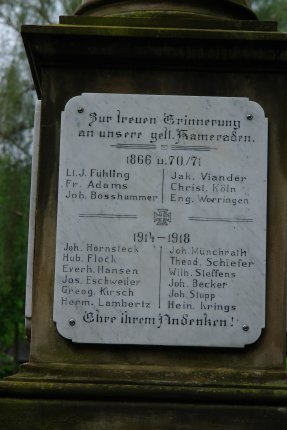 Zur treuen Erinnerung
an unsere gefl. Kameraden.
1866 u. 70/71
Lt. J. Fühling Jak. Viander
Fr. Adams Christ. Köln
Joh. Bosshammer Eng. Worringen
1914-1918
Joh. Hornsteck Joh. Münchrath
Hub. Flock Theod. Schiefer
Everh. Hansen Wilh. Steffens
Jos. Eschweiler Joh. Becker
Gregor. Kirsch Joh. Stupp
Herm. Lambertz Hein. Krings
Ehre ihrem Andenken!